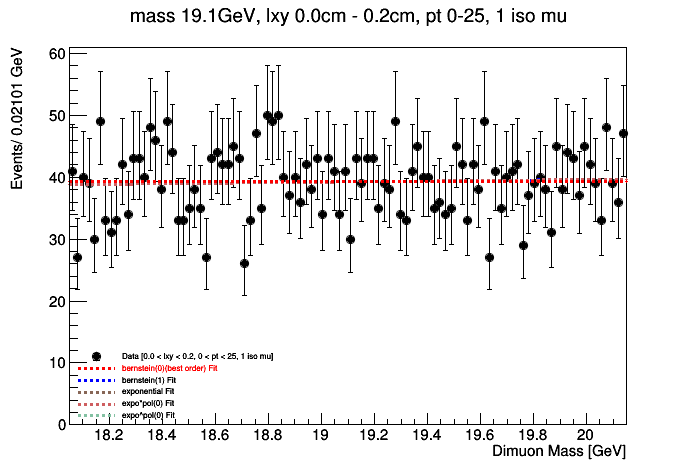 mass 19.1GeV, lxy 0.0cm - 0.2cm, pt 0-25, 1 iso mu
Events/ 0.02101 GeV
60
50
40
30
20
10
0
Data [0.0 < lxy < 0.2, 0 < pt < 25, 1 iso mu]
bernstein(0)(best order) Fit
bernstein(1) Fit
exponential Fit
expo*pol(0) Fit
expo^pol(0) Fit
18.2 18.4 18.6 18.8 19 19.2 19.4 19.6 19.8 20
Dimuon Mass [GeV]